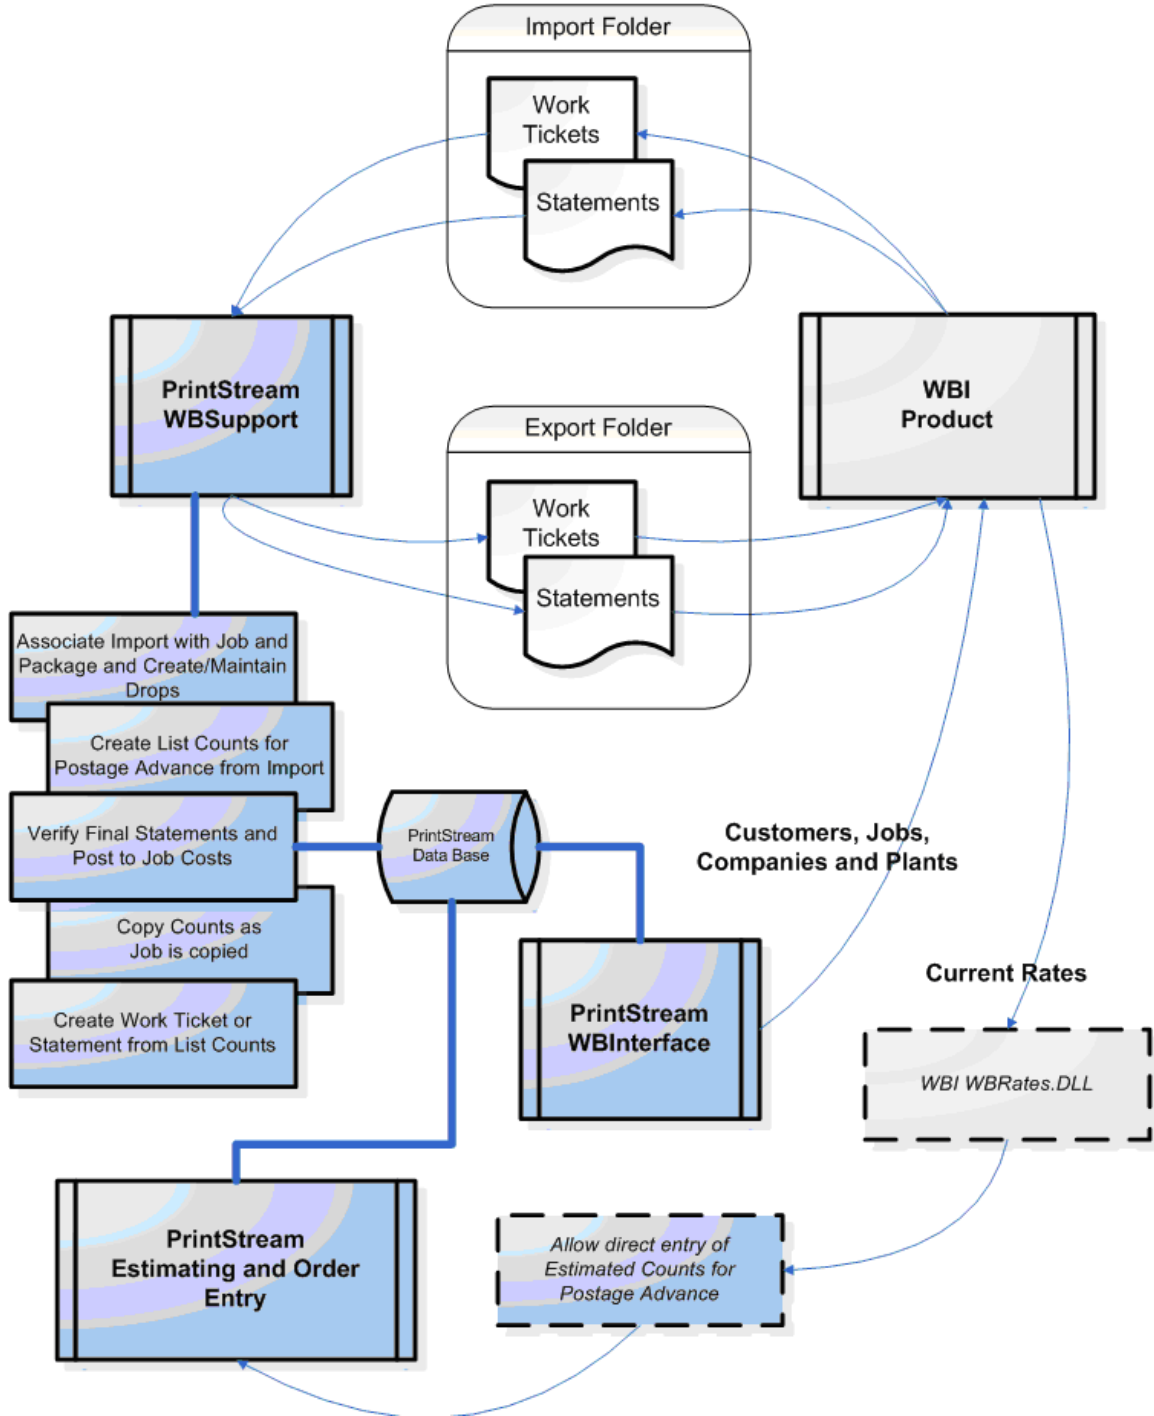 Import Folder
Work
Tickets
Statements
PrintStream
WBSupport
WBI
Product
Export Folder
Work
Tickets
Statements
Associate Import with Job and
Package and Create/Maintain
Drops
Create List Counts for
Postage Advance from Import
Verify Final Statements and
Post to Job Costs
Copy Counts as
Job is copied
Create Work Ticket or
Statement from List Counts
PrintStream
Data Base
Customers, Jobs,
Companies and Plants
PrintStream
WBInterface
Current Rates
WBI WBRates.DLL
PrintStream
Estimating and Order
Entry
Allow direct entry of
Estimated Counts for
Postage Advance